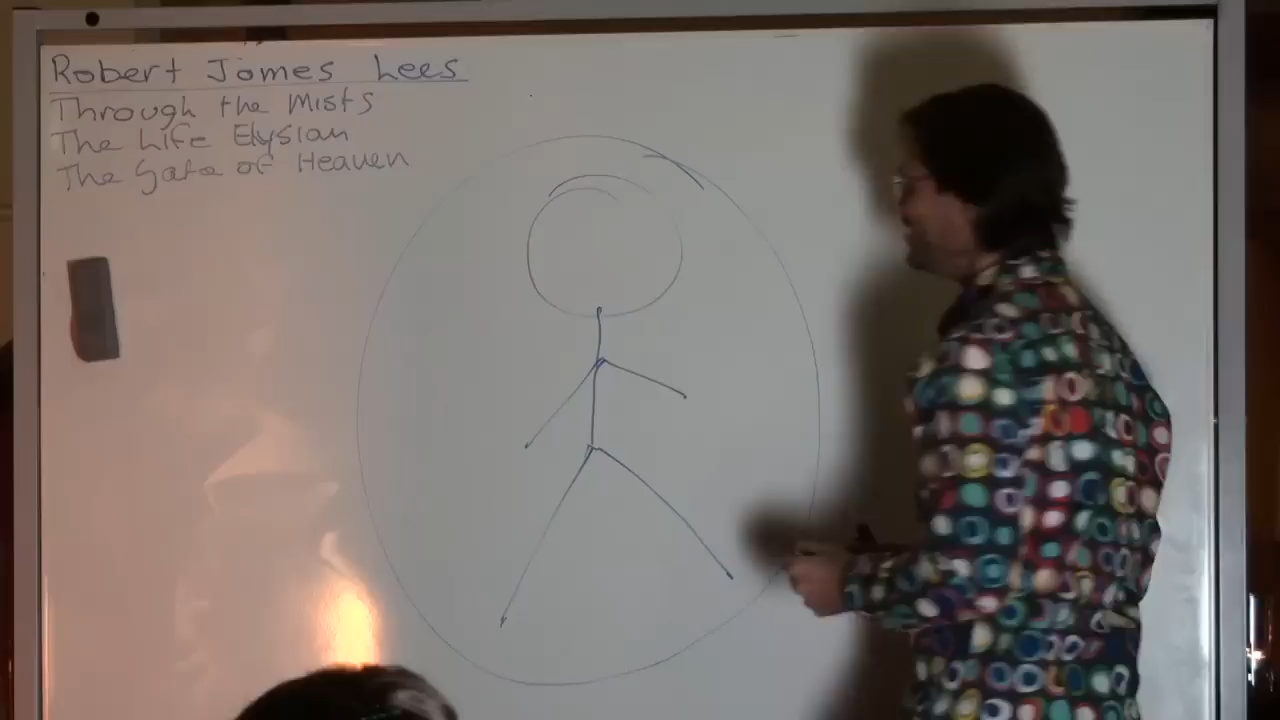 Robert James Lees
Through the Mists
The Life Elysian
The Gate of Heaven